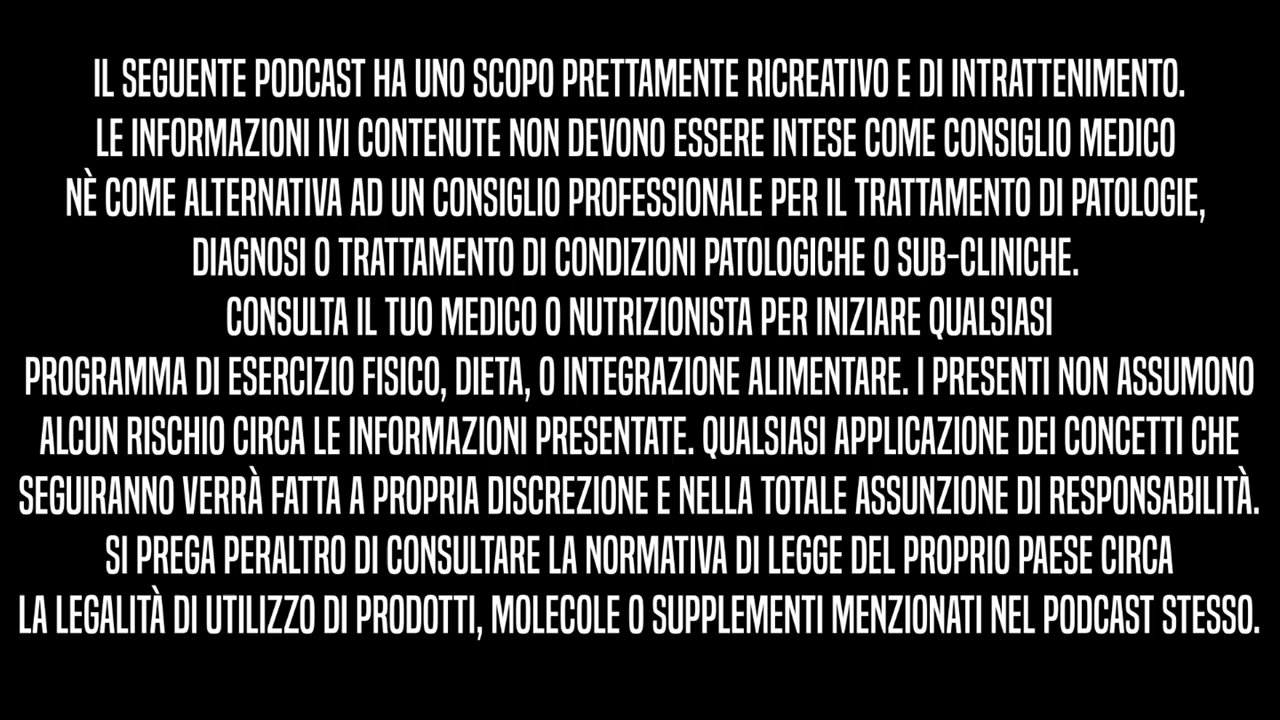 IL SEGUENTE PODCAST HA UNO SCOPO PRETTAMENTE RICREATIVO E DI INTRATTENIMENTO.
LE INFORMAZIONI IVI CONTENUTE NON DEVONO ESSERE INTESE COME CONSIGLIO MEDICO
NÈ COME ALTERNATIVA AD UN CONSIGLIO PROFESSIONALE PER IL TRATTAMENTO DI PATOLOGIE,
DIAGNOSI O TRATTAMENTO DI CONDIZIONI PATOLOGICHE O SUB-CLINICHE.
CONSULTA IL TUO MEDICO O NUTRIZIONISTA PER INIZIARE QUALSIASI
PROGRAMMA DI ESERCIZIO FISICO, DIETA, O INTEGRAZIONE ALIMENTARE. I PRESENTI NON ASSUMONO
ALCUN RISCHIO CIRCA LE INFORMAZIONI PRESENTATE. QUALSIASI APPLICAZIONE DEI CONCETTI CHE
SEGUIRANNO VERRÀ FATTA A PROPRIA DISCREZIONE E NELLA TOTALE ASSUNZIONE DI RESPONSABILITÀ.
SI PREGA PERALTRO DI CONSULTARE LA NORMATIVA DI LEGGE DEL PROPRIO PAESE CIRCA
LA LEGALITÀ DI UTILIZZO DI PRODOTTI, MOLECOLE O SUPPLEMENTI MENZIONATI NEL PODCAST STESSO.